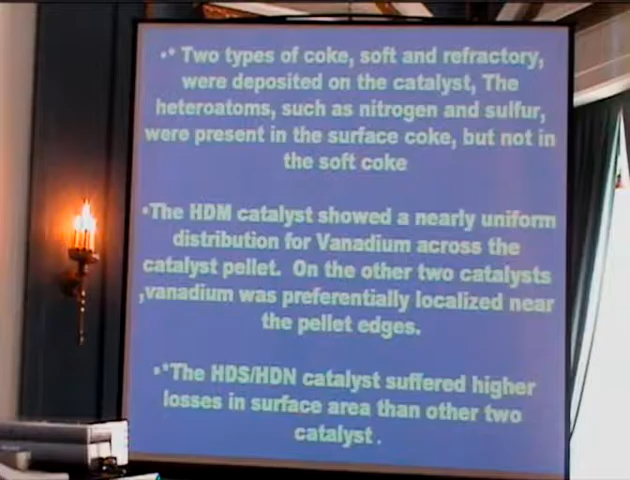 •* Two types of coke, soft and refractory,
were deposited on the catalyst, The
heteroatoms, such as nitrogen and sulfur,
were present in the surface coke, but not in
the soft coke
•The HDM catalyst showed a nearly uniform
distribution for Vanadium across the
catalyst pellet. On the other two catalysts
,vanadium was preferentially localized near
the pellet edges.
•*The HDS/HDN catalyst suffered higher
losses in surface area than other two
catalyst .